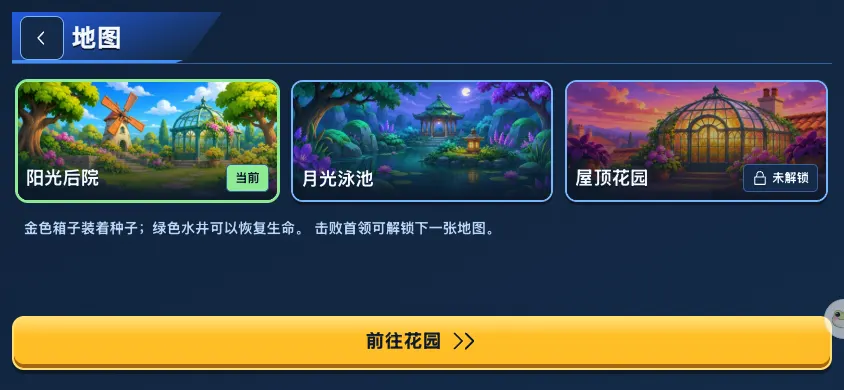 地图
阳光后院
当前
月光泳池
屋顶花园
未解锁
金色箱子装着种子；绿色水井可以恢复生命。 击败首领可解锁下一张地图。
前往花园